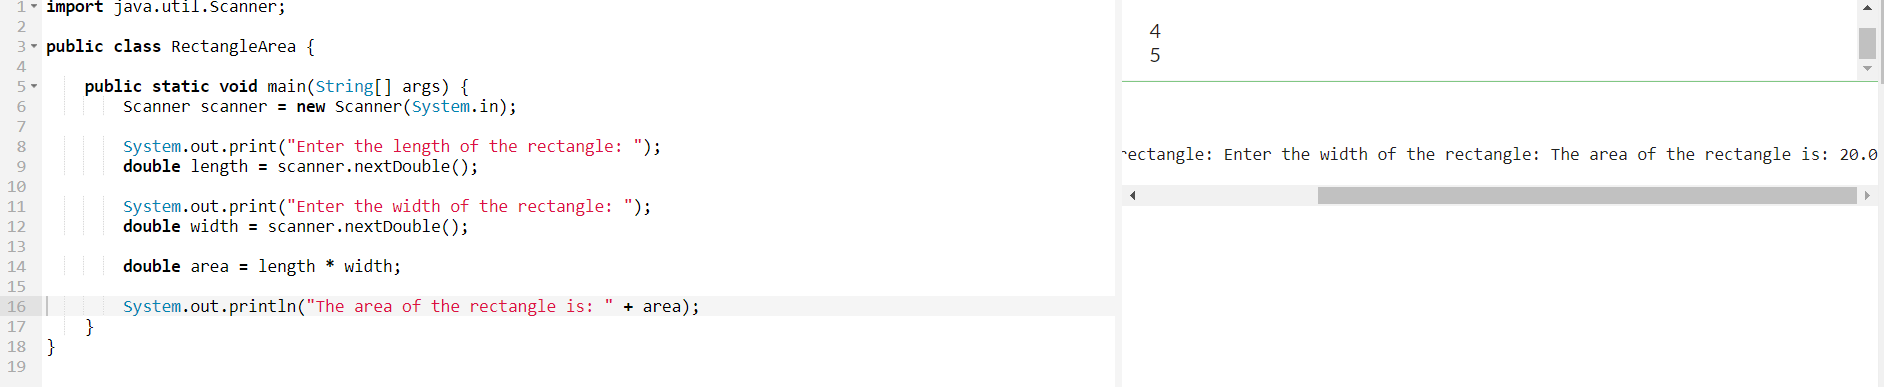 1 import java.util.Scanner;
2
3 public class RectangleArea {
4
5     public static void main(String[] args) {
6         Scanner scanner = new Scanner(System.in);
7
8         System.out.print("Enter the length of the rectangle: ");
9         double length = scanner.nextDouble();
10
11         System.out.print("Enter the width of the rectangle: ");
12         double width = scanner.nextDouble();
13
14         double area = length * width;
15
16         System.out.println("The area of the rectangle is: " + area);
17     }
18 }
19
4
5
rectangle: Enter the width of the rectangle: The area of the rectangle is: 20.0